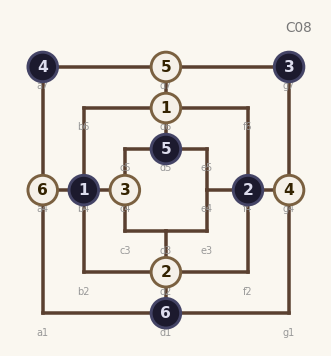 C08
4 5 3
a7 d7 g7
1
b6 d6 f6
5
c5 d5 e5
6 1 3 2 4
a4 b4 c4 e4 f4 g4
c3 d3 e3
2
b2 d2 f2
6
a1 d1 g1